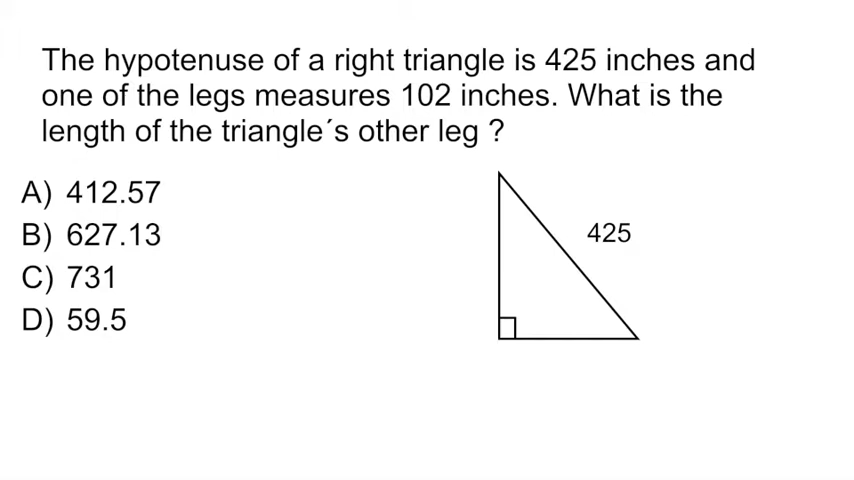 The hypotenuse of a right triangle is 425 inches and
one of the legs measures 102 inches. What is the
length of the triangle´s other leg ?
A) 412.57
B) 627.13
C) 731
D) 59.5
425